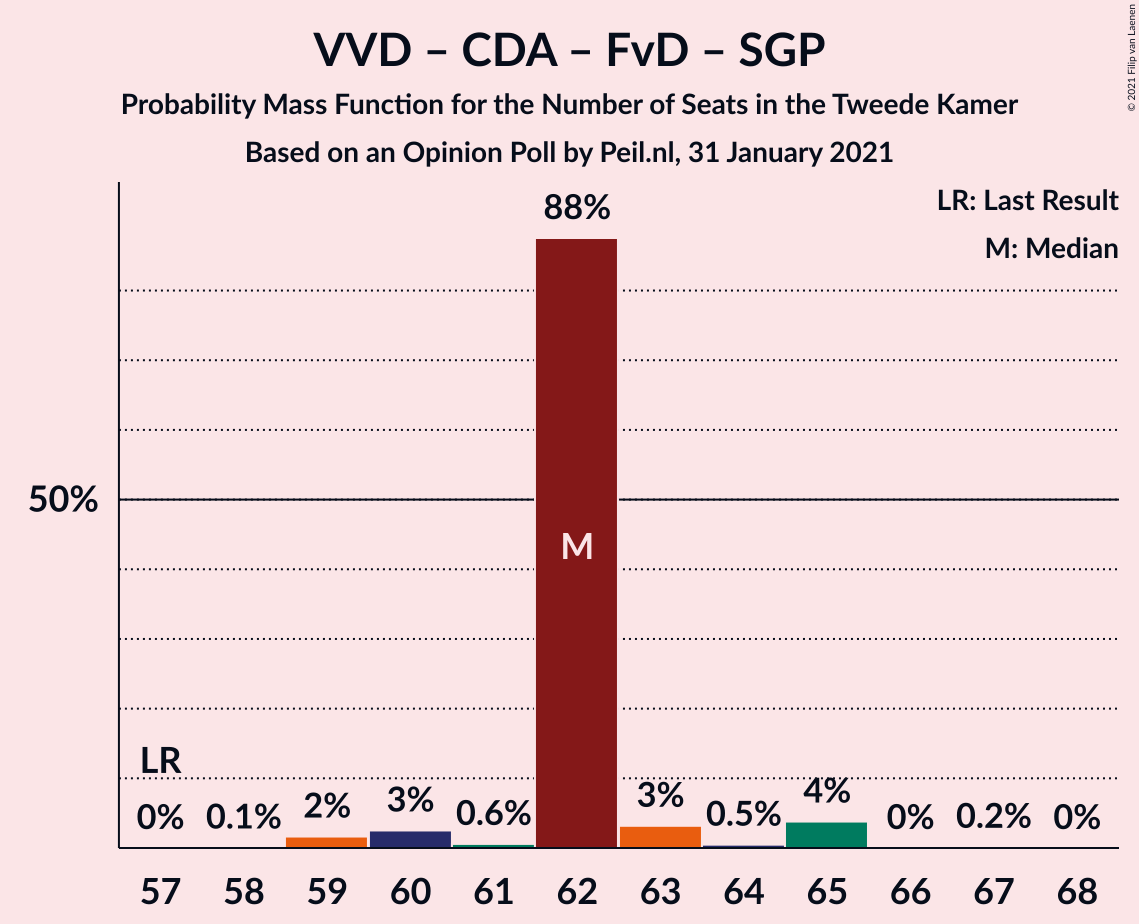 VVD – CDA – FvD – SGP
Probability Mass Function for the Number of Seats in the Tweede Kamer
Based on an Opinion Poll by Peil.nl, 31 January 2021
© 2021 Filip van Laenen
LR: Last Result
M: Median
88%
50%
M
LR
0% 0.1% 2% 3% 0.6% 3% 0.5% 4% 0% 0.2% 0%
57 58 59 60 61 62 63 64 65 66 67 68